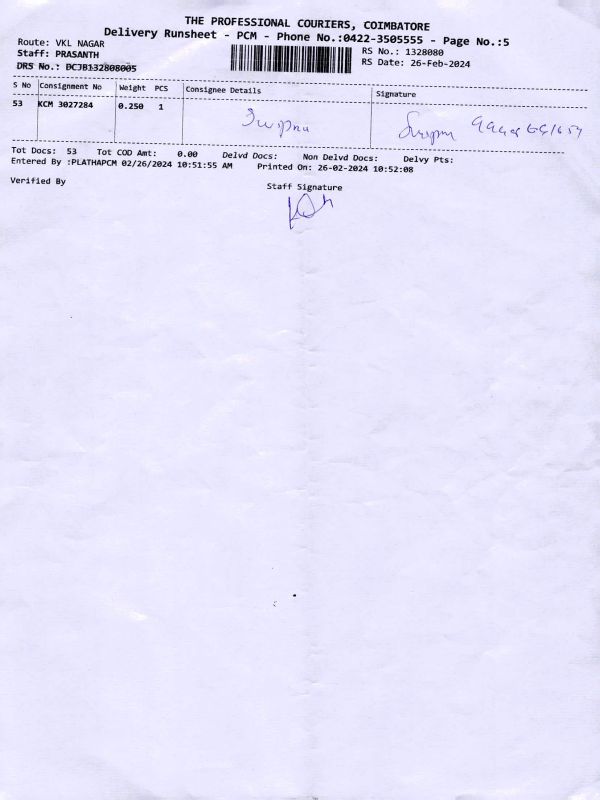 THE PROFESSIONAL COURIERS, COIMBATORE
Delivery Runsheet - PCM - Phone No.:0422-3505555 - Page No.:5
Route: VKL NAGAR
Staff: PRASANTH
DRS No.: DCJB132808005
RS No.: 1328080
RS Date: 26-Feb-2024
S No Consignment No Weight PCS Consignee Details Signature
53 KCM 3027284 0.250 1
Tot Docs: 53 Tot COD Amt: 0.00 Delvd Docs: Non Delvd Docs: Delvy Pts:
Entered By :PLATHAPCM 02/26/2024 10:51:55 AM Printed On: 26-02-2024 10:52:08
Verified By
Staff Signature